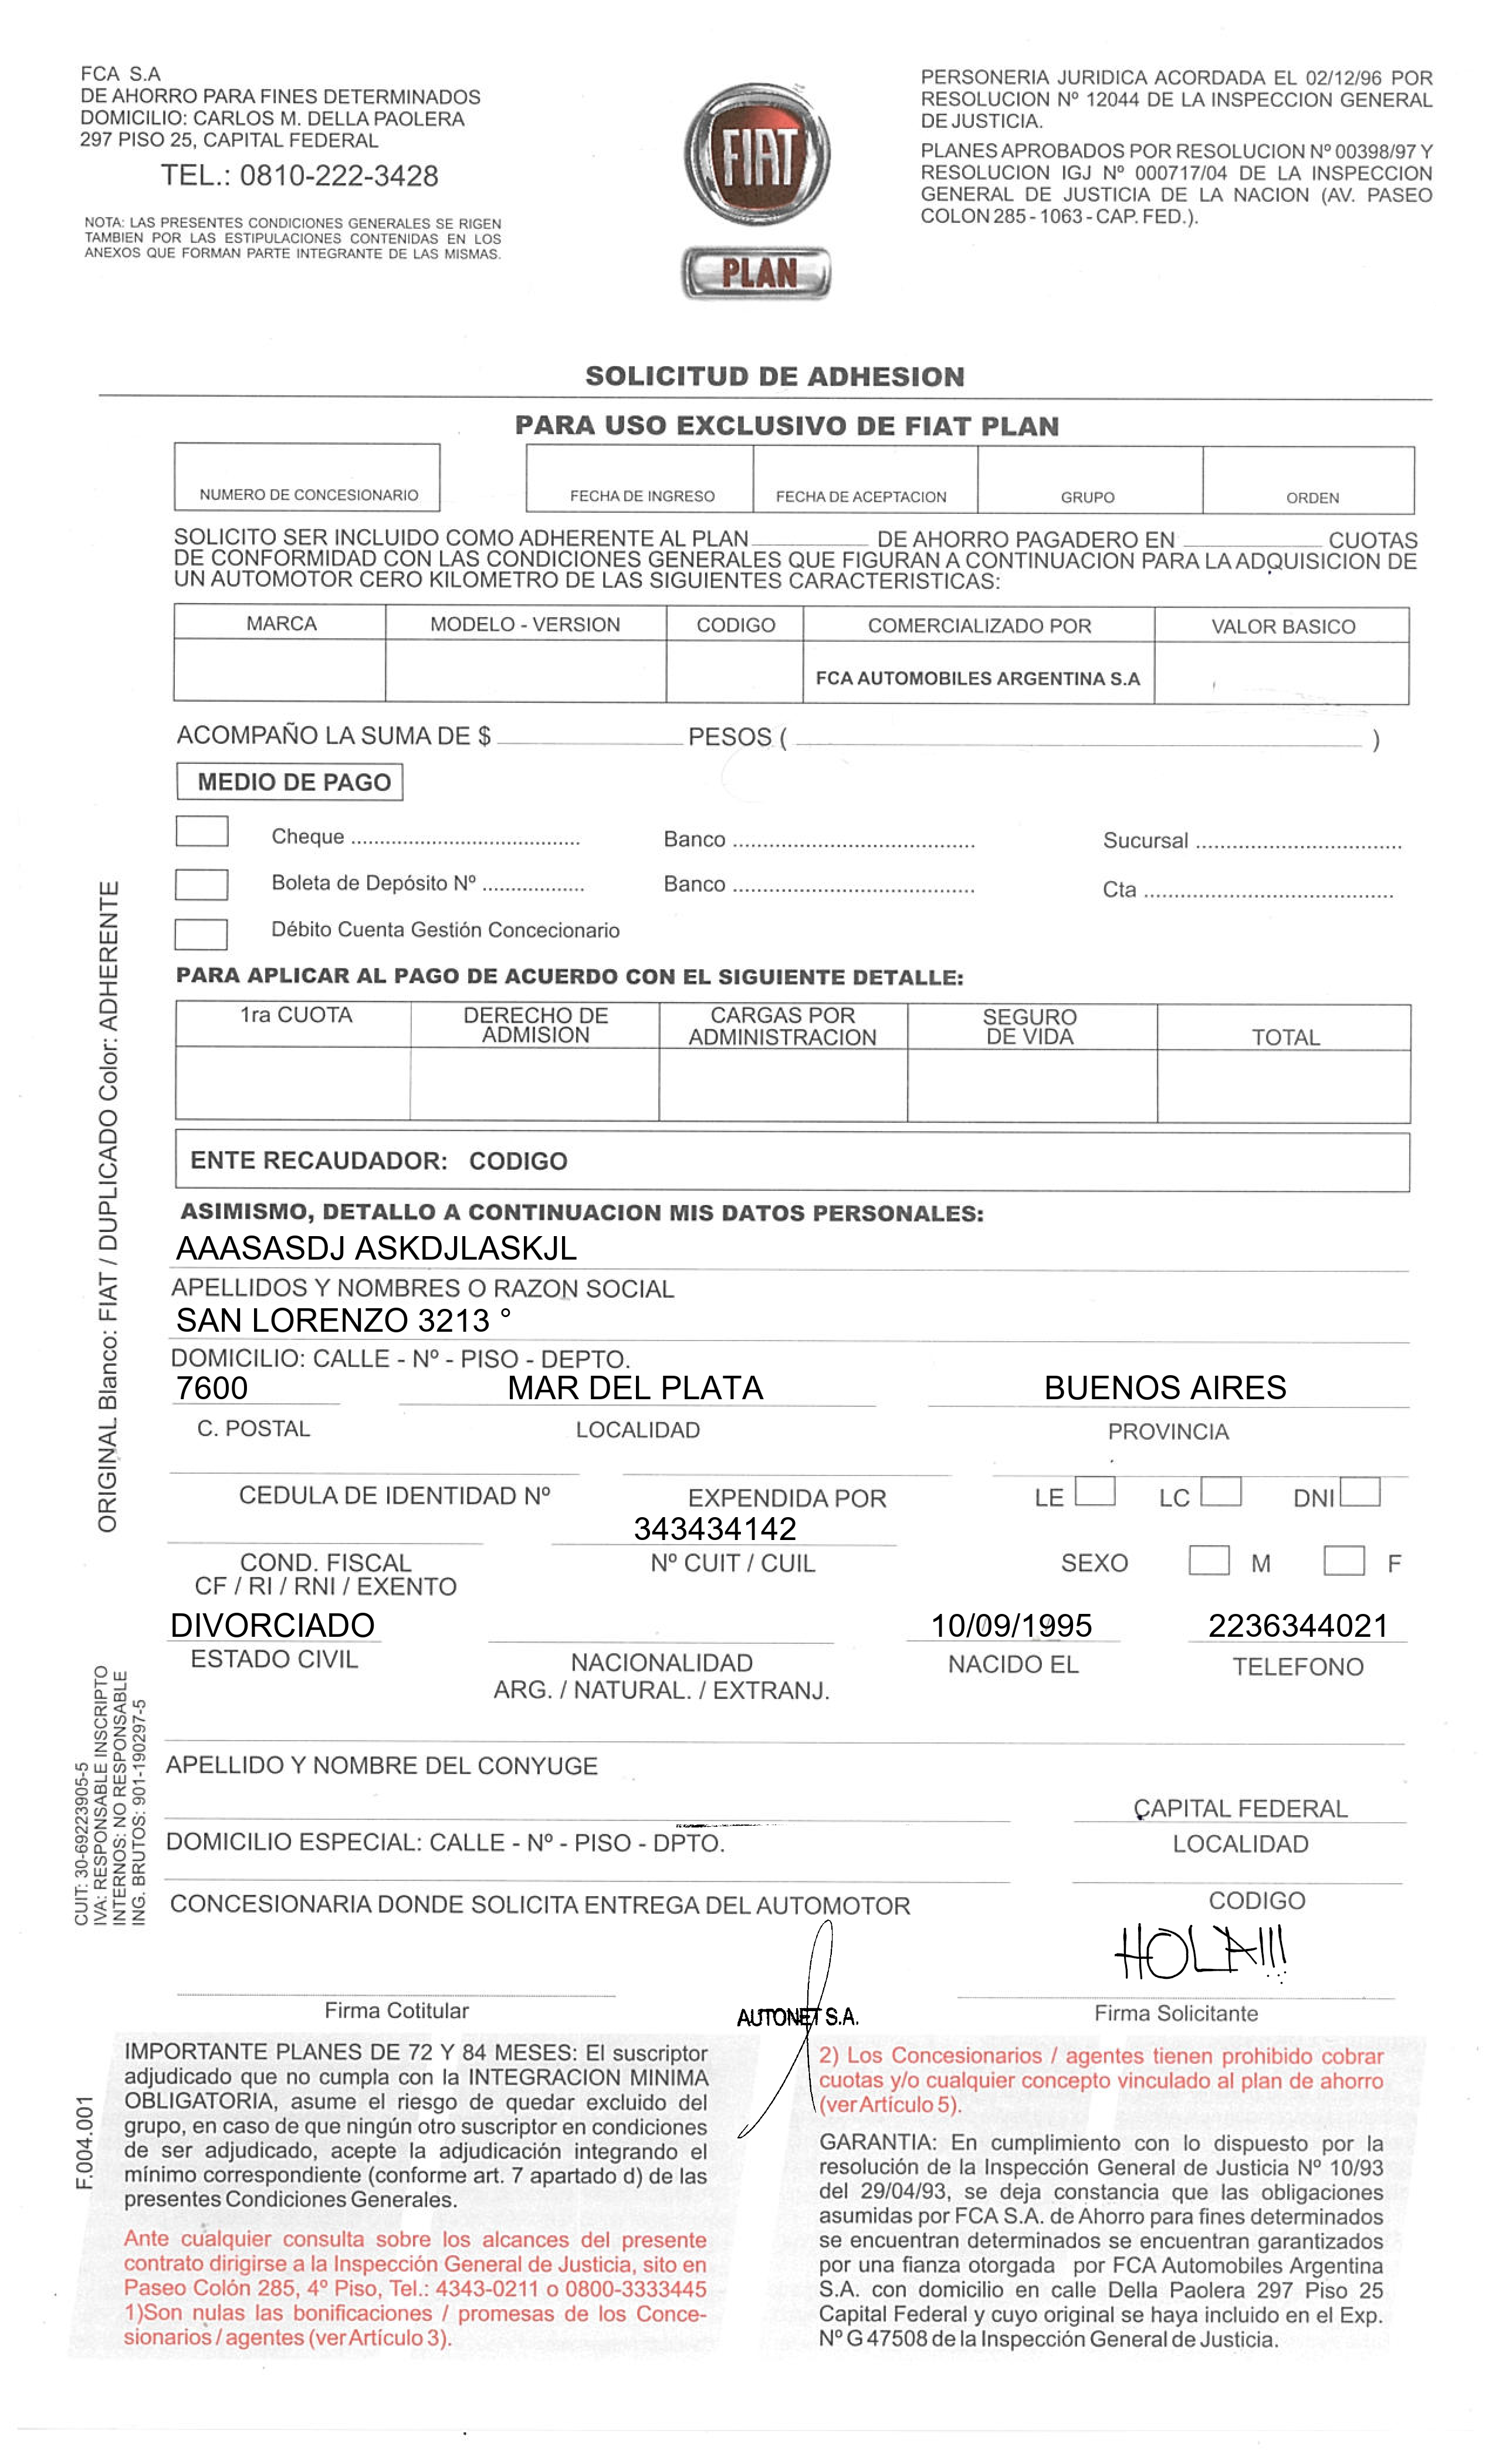 FCA S.A
DE AHORRO PARA FINES DETERMINADOS
DOMICILIO: CARLOS M. DELLA PAOLERA
297 PISO 25, CAPITAL FEDERAL
TEL.: 0810-222-3428
NOTA: LAS PRESENTES CONDICIONES GENERALES SE RIGEN
TAMBIEN POR LAS ESTIPULACIONES CONTENIDAS EN LOS
ANEXOS QUE FORMAN PARTE INTEGRANTE DE LAS MISMAS.
FIAT
PLAN
PERSONERIA JURIDICA ACORDADA EL 02/12/96 POR
RESOLUCION Nº 12044 DE LA INSPECCION GENERAL
DE JUSTICIA.
PLANES APROBADOS POR RESOLUCION Nº 00398/97 Y
RESOLUCION IGJ Nº 000717/04 DE LA INSPECCION
GENERAL DE JUSTICIA DE LA NACION (AV. PASEO
COLON 285 - 1063 - CAP. FED.).
SOLICITUD DE ADHESION
PARA USO EXCLUSIVO DE FIAT PLAN
NUMERO DE CONCESIONARIO FECHA DE INGRESO FECHA DE ACEPTACION GRUPO ORDEN
SOLICITO SER INCLUIDO COMO ADHERENTE AL PLAN DE AHORRO PAGADERO EN CUOTAS
DE CONFORMIDAD CON LAS CONDICIONES GENERALES QUE FIGURAN A CONTINUACION PARA LA ADQUISICION DE
UN AUTOMOTOR CERO KILOMETRO DE LAS SIGUIENTES CARACTERISTICAS:
MARCA MODELO - VERSION CODIGO COMERCIALIZADO POR VALOR BASICO
FCA AUTOMOBILES ARGENTINA S.A
ACOMPAÑO LA SUMA DE $ PESOS ( )
MEDIO DE PAGO
Cheque ..................................... Banco ....................................... Sucursal .................................
Boleta de Depósito Nº ................. Banco ....................................... Cta ........................................
Débito Cuenta Gestión Concecionario
PARA APLICAR AL PAGO DE ACUERDO CON EL SIGUIENTE DETALLE:
1ra CUOTA DERECHO DE ADMISION CARGAS POR ADMINISTRACION SEGURO DE VIDA TOTAL
ENTE RECAUDADOR: CODIGO
ASIMISMO, DETALLO A CONTINUACION MIS DATOS PERSONALES:
AAASASDJ ASKDJLASKJL
APELLIDOS Y NOMBRES O RAZON SOCIAL
SAN LORENZO 3213 °
DOMICILIO: CALLE - Nº - PISO - DEPTO.
7600 MAR DEL PLATA BUENOS AIRES
C. POSTAL LOCALIDAD PROVINCIA
CEDULA DE IDENTIDAD Nº EXPENDIDA POR LE LC DNI
343434142
COND. FISCAL Nº CUIT / CUIL SEXO M F
CF / RI / RNI / EXENTO
DIVORCIADO 10/09/1995 2236344021
ESTADO CIVIL NACIONALIDAD NACIDO EL TELEFONO
ARG. / NATURAL. / EXTRANJ.
APELLIDO Y NOMBRE DEL CONYUGE
CAPITAL FEDERAL
DOMICILIO ESPECIAL: CALLE - Nº - PISO - DPTO. LOCALIDAD
CONCESIONARIA DONDE SOLICITA ENTREGA DEL AUTOMOTOR CODIGO
HOLA!!!
Firma Cotitular AUTONET S.A. Firma Solicitante
IMPORTANTE PLANES DE 72 Y 84 MESES: El suscriptor
adjudicado que no cumpla con la INTEGRACION MINIMA
OBLIGATORIA, asume el riesgo de quedar excluido del
grupo, en caso de que ningún otro suscriptor en condiciones
de ser adjudicado, acepte la adjudicación integrando el
mínimo correspondiente (conforme art. 7 apartado d) de las
presentes Condiciones Generales.
Ante cualquier consulta sobre los alcances del presente
contrato dirigirse a la Inspección General de Justicia, sito en
Paseo Colón 285, 4º Piso, Tel.: 4343-0211 o 0800-3333445
1)Son nulas las bonificaciones / promesas de los Conce-
sionarios / agentes (ver Artículo 3).
2) Los Concesionarios / agentes tienen prohibido cobrar
cuotas y/o cualquier concepto vinculado al plan de ahorro
(ver Artículo 5).
GARANTIA: En cumplimiento con lo dispuesto por la
resolución de la Inspección General de Justicia Nº 10/93
del 29/04/93, se deja constancia que las obligaciones
asumidas por FCA S.A. de Ahorro para fines determinados
se encuentran determinados se encuentran garantizados
por una fianza otorgada por FCA Automobiles Argentina
S.A. con domicilio en calle Della Paolera 297 Piso 25
Capital Federal y cuyo original se haya incluido en el Exp.
Nº G 47508 de la Inspección General de Justicia.
ORIGINAL Blanco: FIAT / DUPLICADO Color: ADHERENTE
CUIT: 30-69223905-5
IVA: RESPONSABLE INSCRIPTO
INTERNOS: NO RESPONSABLE
ING. BRUTOS: 901-190297-5
F.004.001